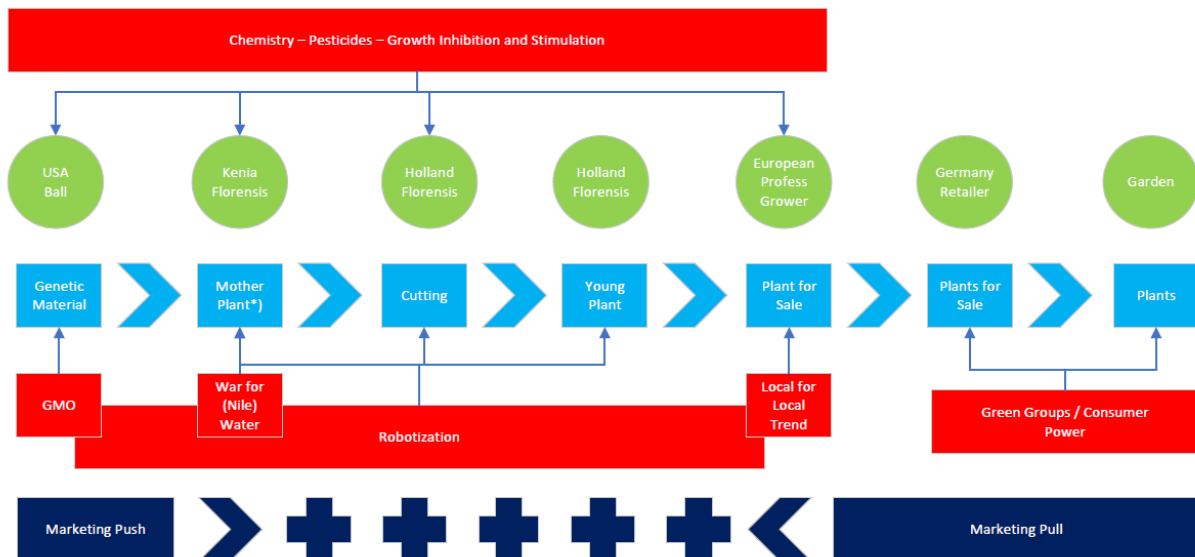 Chemistry – Pesticides – Growth Inhibition and Stimulation
USA
Ball
Kenia
Florensis
Holland
Florensis
Holland
Florensis
European
Profess
Grower
Germany
Retailer
Garden
Genetic
Material
Mother
Plant*)
Cutting
Young
Plant
Plant for
Sale
Plants for
Sale
Plants
GMO
War for
(Nile)
Water
Robotization
Local for
Local
Trend
Green Groups / Consumer
Power
Marketing Push
Marketing Pull